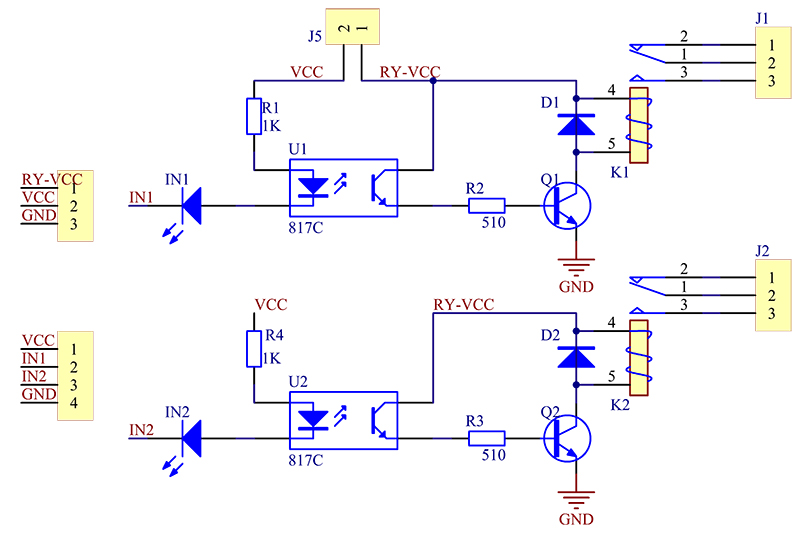 J5
2 1
J1
VCC
RY-VCC
2
1
1
2
3
3
R1
1K
D1
4
5
K1
U1
817C
RY-VCC
1
VCC
2
GND
3
IN1
IN1
R2
510
Q1
GND
J2
2
1
1
2
3
3
VCC
RY-VCC
R4
1K
D2
4
5
K2
VCC
1
IN1
2
IN2
3
GND
4
U2
817C
IN2
IN2
R3
510
Q2
GND